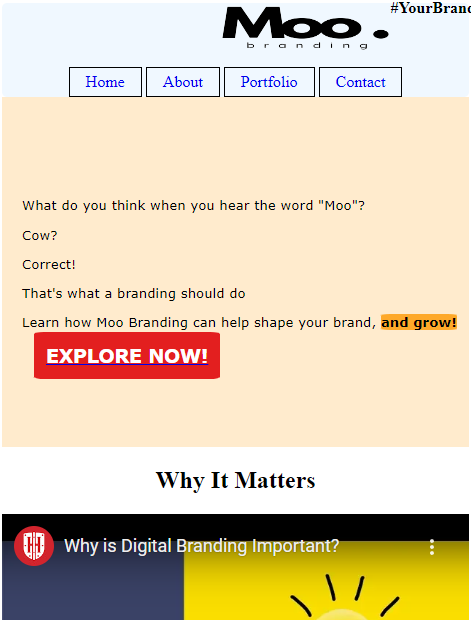 #YourBrand
Moo.
branding
Home About Portfolio Contact
What do you think when you hear the word "Moo"?
Cow?
Correct!
That's what a branding should do
Learn how Moo Branding can help shape your brand, and grow!
EXPLORE NOW!
Why It Matters
Why is Digital Branding Important?